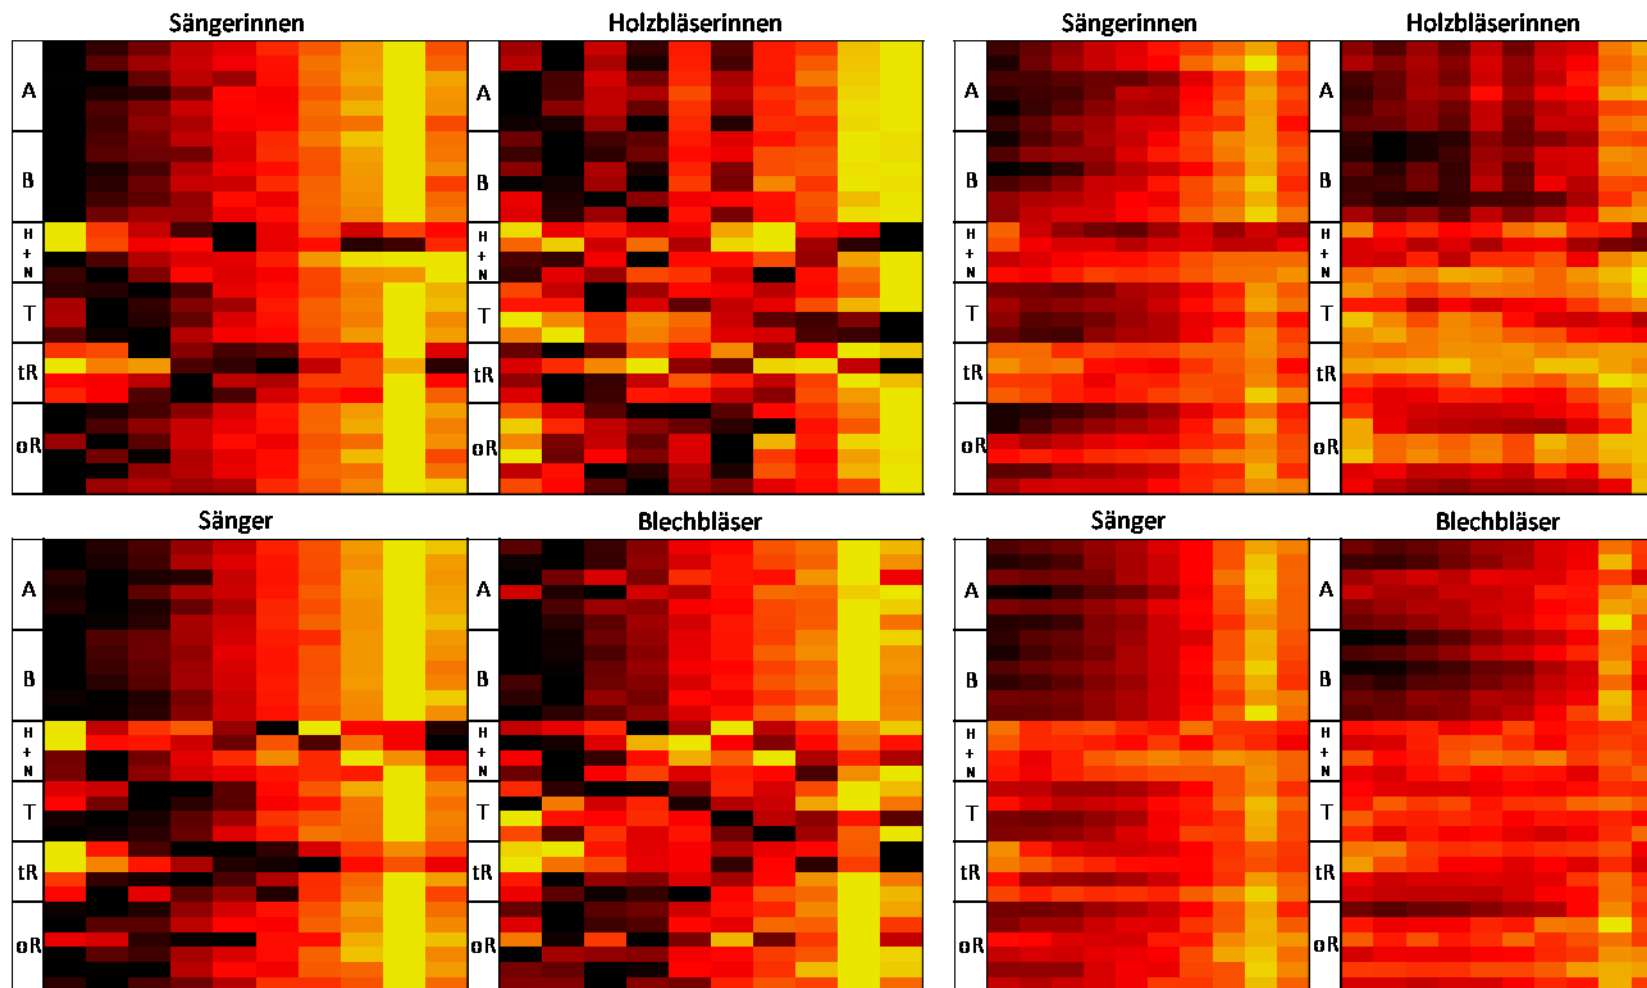 Sängerinnen Holzbläserinnen Sängerinnen Holzbläserinnen
A A A A
B B B B
H H H H
+ + + +
N N N N
T T T T
tR tR tR tR
oR oR oR oR
Sänger Blechbläser Sänger Blechbläser
A A A A
B B B B
H H H H
+ + + +
N N N N
T T T T
tR tR tR tR
oR oR oR oR